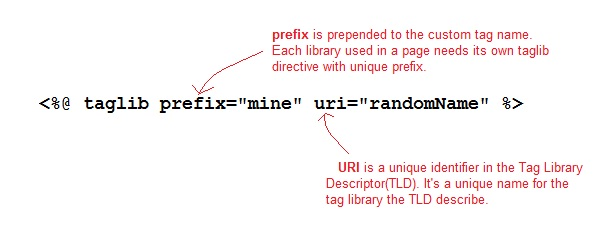 prefix is prepended to the custom tag name.
Each library used in a page needs its own taglib
directive with unique prefix.
<%@ taglib prefix="mine" uri="randomName" %>
URI is a unique identifier in the Tag Library
Descriptor(TLD). It's a unique name for the
tag library the TLD describe.